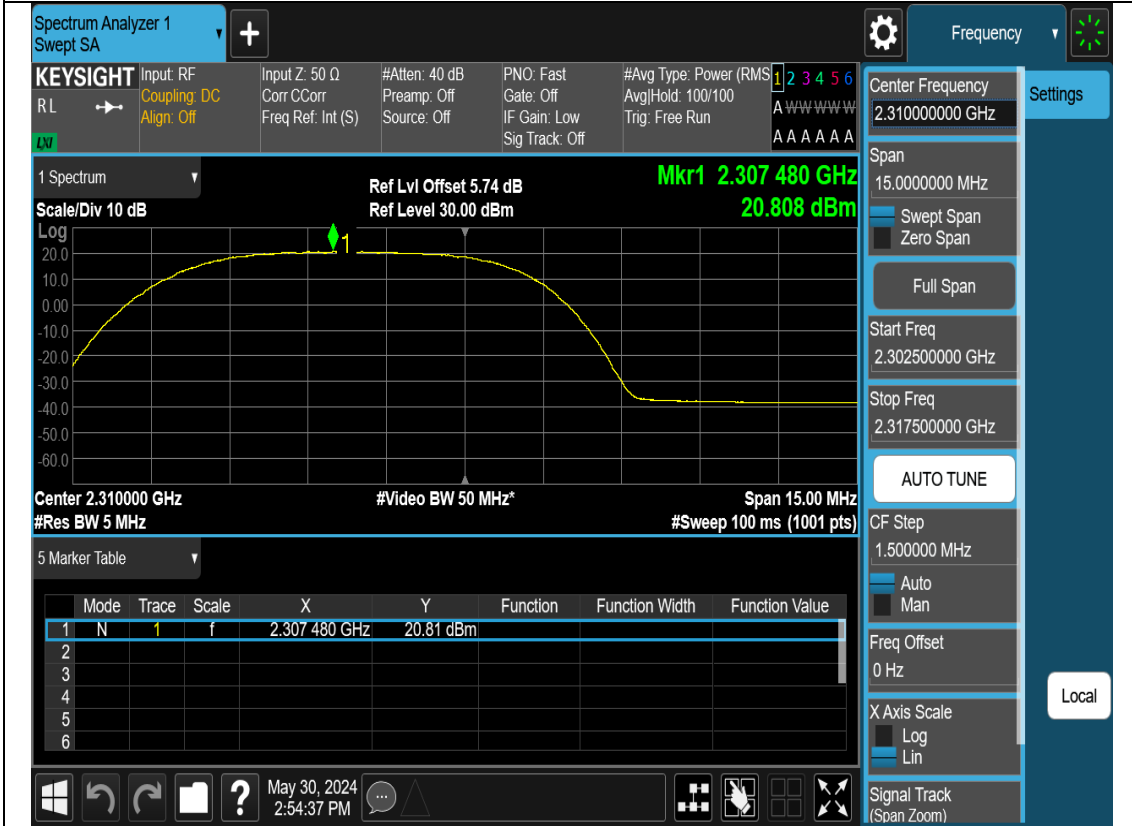 Spectrum Analyzer 1
Swept SA
+
Frequency
KEYSIGHT
RL
LXI
Input: RF
Coupling: DC
Align: Off
Input Z: 50 Ω
Corr CCorr
Freq Ref: Int (S)
#Atten: 40 dB
Preamp: Off
Source: Off
PNO: Fast
Gate: Off
IF Gain: Low
Sig Track: Off
#Avg Type: Power (RMS
Avg|Hold: 100/100
Trig: Free Run
1 2 3 4 5 6
A W W W W W
A A A A A A
1 Spectrum
Scale/Div 10 dB
Ref Lvl Offset 5.74 dB
Ref Level 30.00 dBm
Mkr1 2.307 480 GHz
20.808 dBm
Log
1
20.0
10.0
0.00
-10.0
-20.0
-30.0
-40.0
-50.0
-60.0
Center 2.310000 GHz
#Video BW 50 MHz*
Span 15.00 MHz
#Res BW 5 MHz
#Sweep 100 ms (1001 pts)
5 Marker Table
Mode Trace Scale X Y Function Function Width Function Value
1 N 1 f 2.307 480 GHz 20.81 dBm
2
3
4
5
6
May 30, 2024
2:54:37 PM
?
Center Frequency
2.310000000 GHz
Settings
Span
15.0000000 MHz
Swept Span
Zero Span
Full Span
Start Freq
2.302500000 GHz
Stop Freq
2.317500000 GHz
AUTO TUNE
CF Step
1.500000 MHz
Auto
Man
Freq Offset
0 Hz
X Axis Scale
Log
Lin
Local
Signal Track
(Span Zoom)